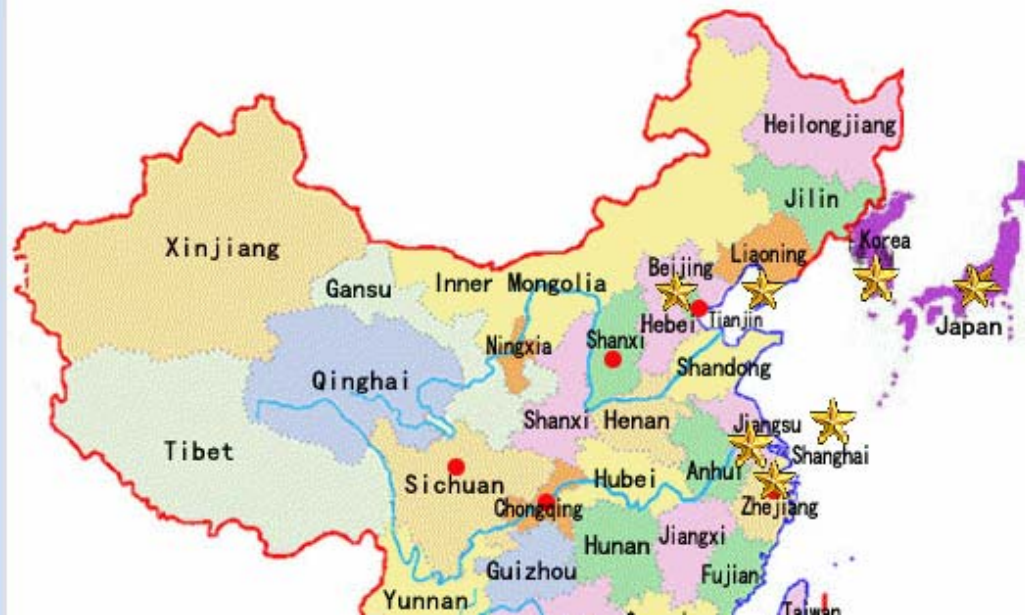 Heilongjiang
Jilin
Xinjiang
Korea
Liaoning
Beijing
Gansu
Inner Mongolia
Hebei
Tianjin
Japan
Ningxia
Shanxi
Shandong
Qinghai
Shanxi
Henan
Jiangsu
Tibet
Shanghai
Sichuan
Hubei
Anhui
Chongqing
Zhejiang
Hunan
Jiangxi
Guizhou
Fujian
Yunnan
Taiwan